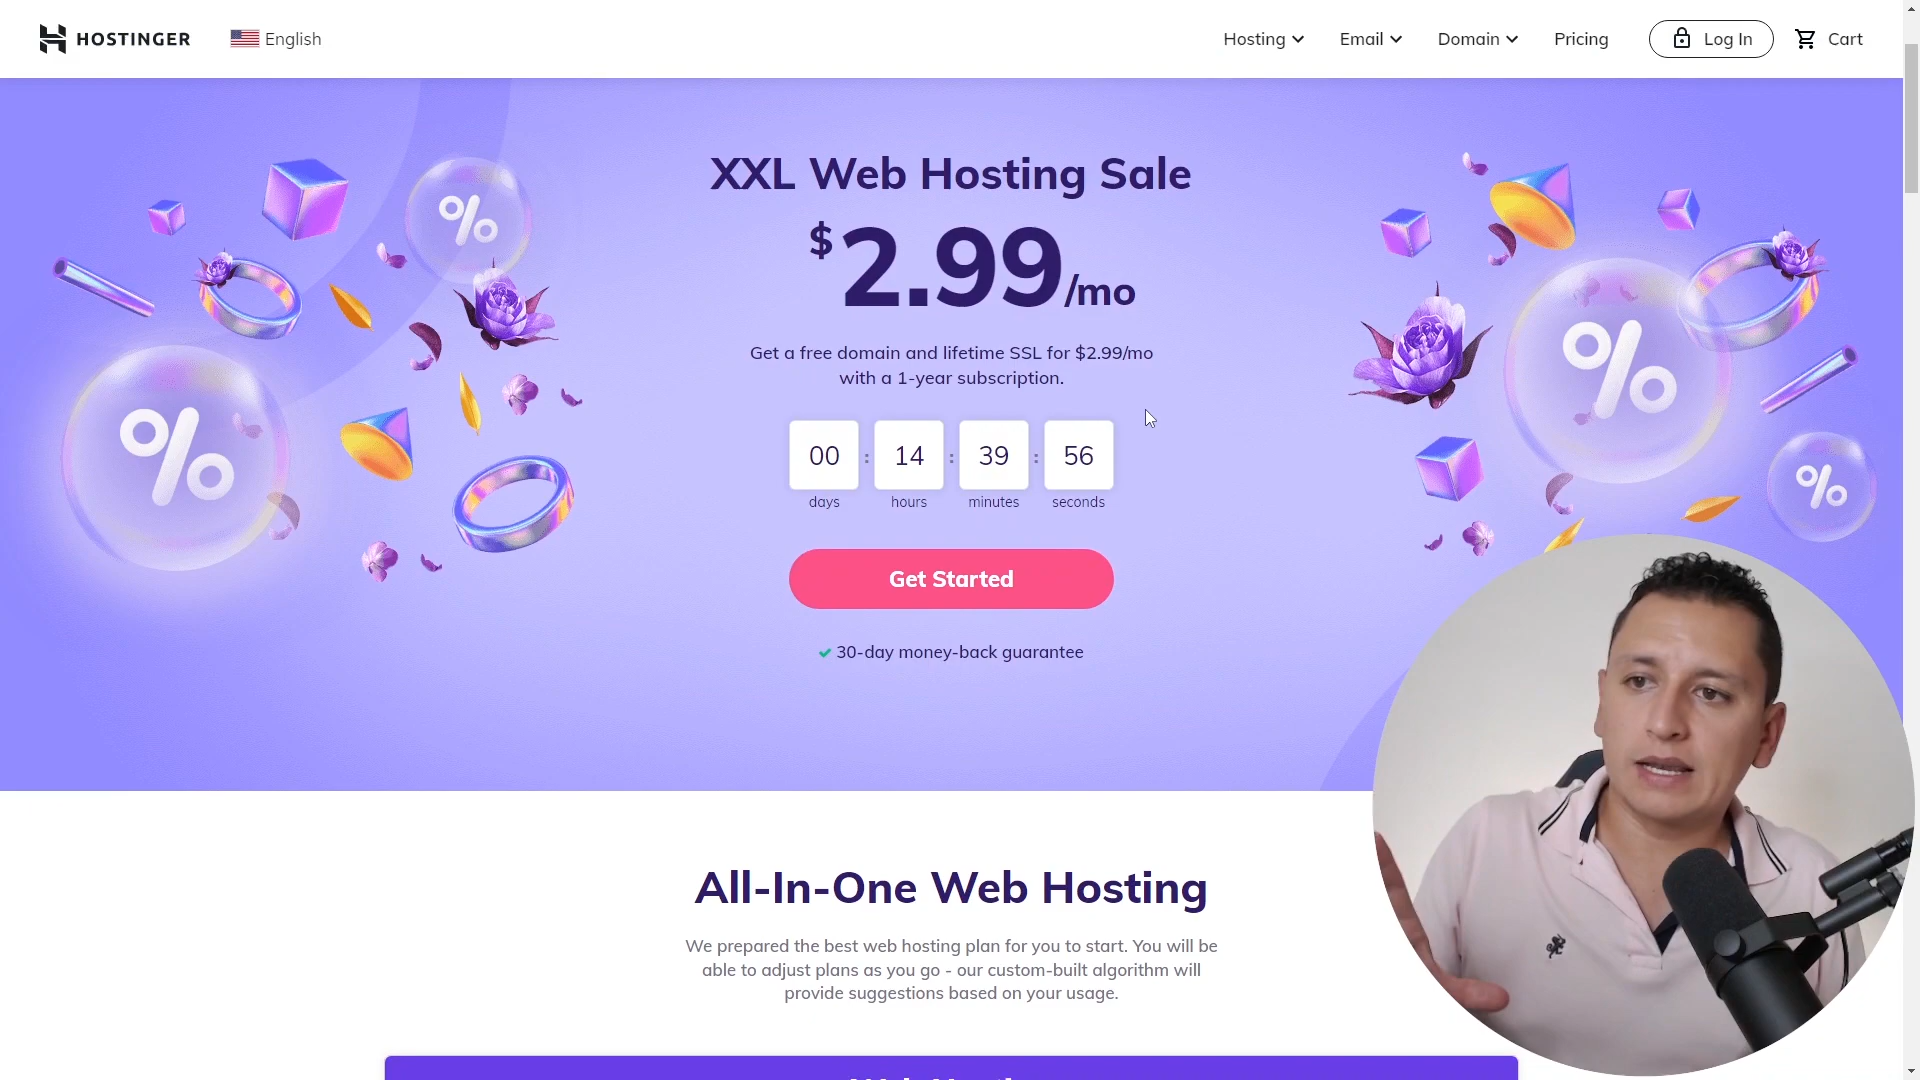 HOSTINGER
English
Hosting
Email
Domain
Pricing
Log In
Cart
XXL Web Hosting Sale
$2.99/mo
Get a free domain and lifetime SSL for $2.99/mo
with a 1-year subscription.
00 : 14 : 39 : 56
days hours minutes seconds
Get Started
30-day money-back guarantee
%
%
%
%
All-In-One Web Hosting
We prepared the best web hosting plan for you to start. You will be
able to adjust plans as you go - our custom-built algorithm will
provide suggestions based on your usage.